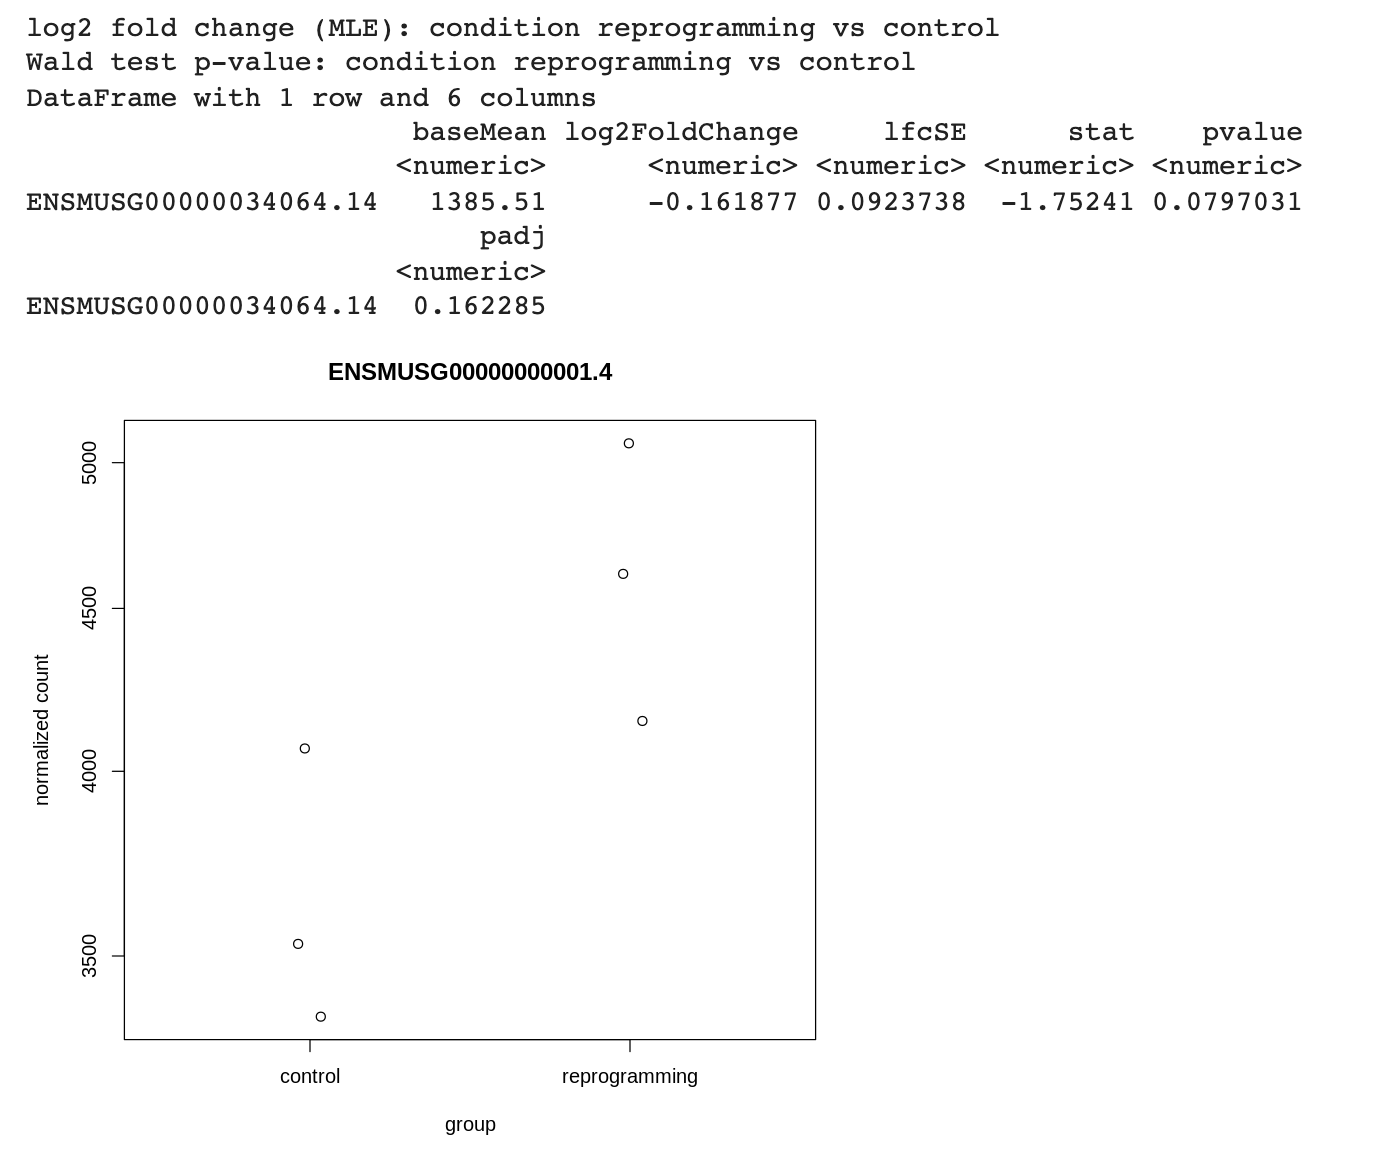 log2 fold change (MLE): condition reprogramming vs control
Wald test p-value: condition reprogramming vs control
DataFrame with 1 row and 6 columns
baseMean log2FoldChange lfcSE stat pvalue
<numeric> <numeric> <numeric> <numeric> <numeric>
ENSMUSG00000034064.14 1385.51 -0.161877 0.0923738 -1.75241 0.0797031
padj
<numeric>
ENSMUSG00000034064.14 0.162285
ENSMUSG00000000001.4
5000
4500
4000
3500
normalized count
control reprogramming
group